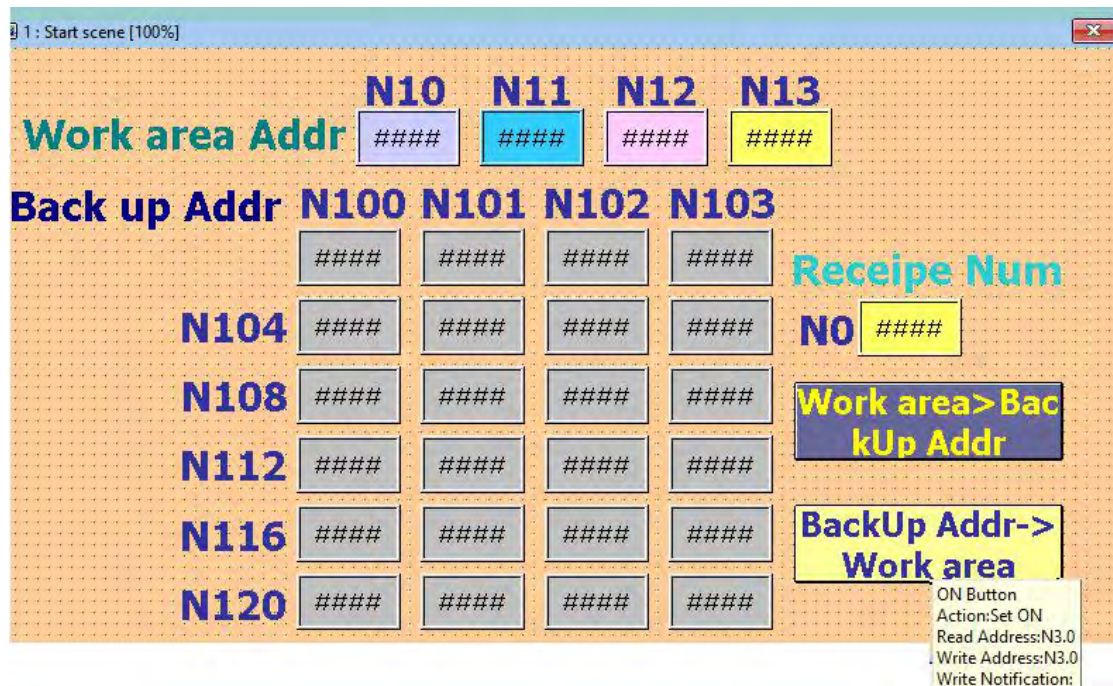 1 : Start scene [100%]
N10 N11 N12 N13
Work area Addr #### #### #### ####
Back up Addr N100 N101 N102 N103
#### #### #### ####
Receipe Num
N104 #### #### #### ####
N0 ####
N108 #### #### #### ####
Work area>Bac
kUp Addr
N112 #### #### #### ####
N116 #### #### #### ####
BackUp Addr->
Work area
N120 #### #### #### ####
ON Button
Action:Set ON
Read Address:N3.0
Write Address:N3.0
Write Notification: